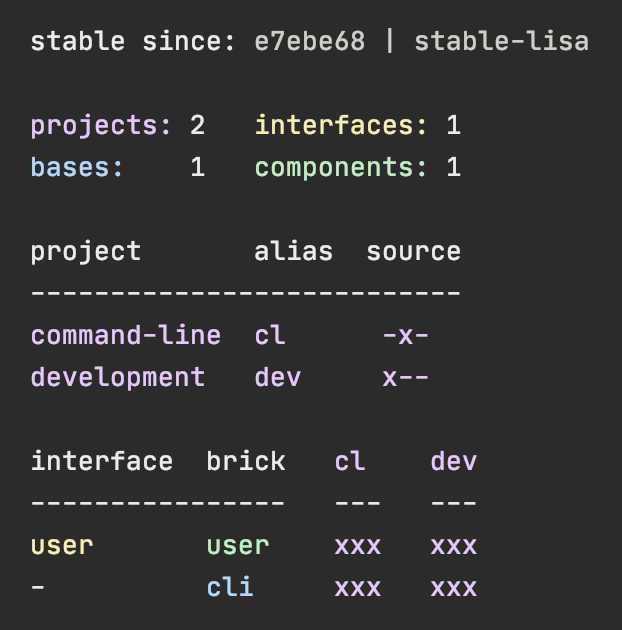 stable since: e7ebe68 | stable-lisa
projects: 2   interfaces: 1
bases:    1   components: 1
project       alias  source
---------------------------
command-line  cl      -x-
development   dev     x--
interface  brick   cl    dev
----------------   ---   ---
user       user    xxx   xxx
-          cli     xxx   xxx